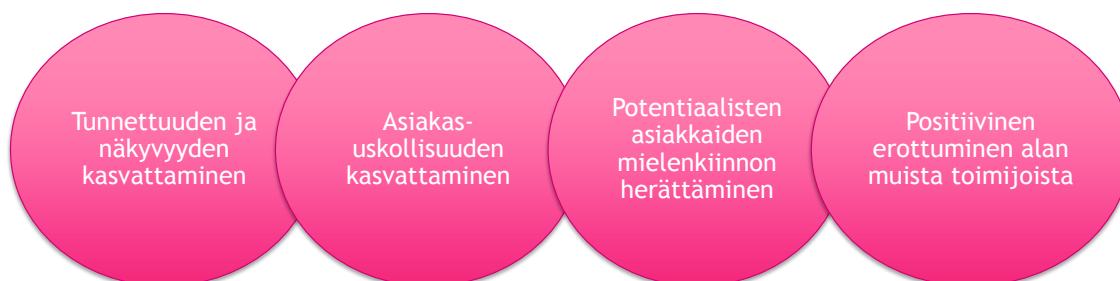 Tunnettuuden ja
näkyvyyden
kasvattaminen
Asiakas-
uskollisuuden
kasvattaminen
Potentiaalisten
asiakkaiden
mielenkiinnon
herättäminen
Positiivinen
erottuminen alan
muista toimijoista